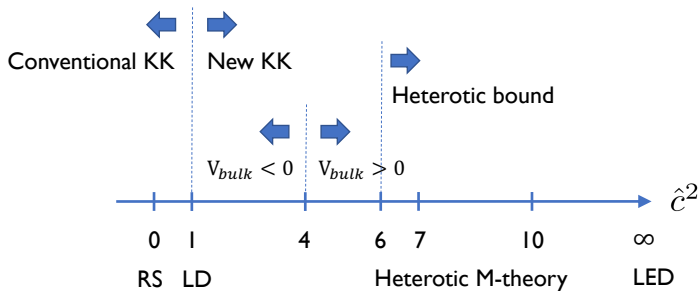 Conventional KK New KK
Heterotic bound
V_bulk < 0 V_bulk > 0
ĉ²
0 1 4 6 7 10 ∞
RS LD Heterotic M-theory LED